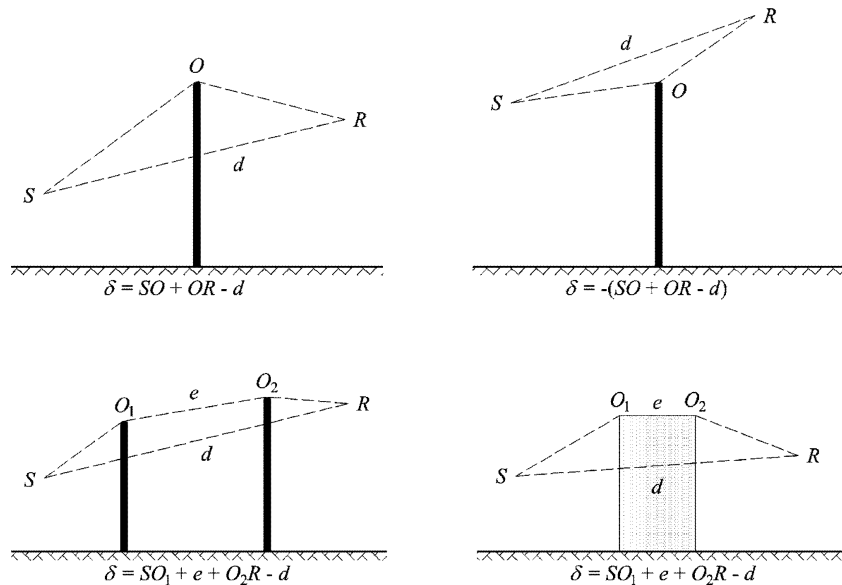 O
R
d
S
δ = SO + OR - d
R
d
S
O
δ = -(SO + OR - d)
O₂
e
O₁
R
d
S
δ = SO₁ + e + O₂R - d
O₁ e O₂
R
S
d
δ = SO₁ + e + O₂R - d